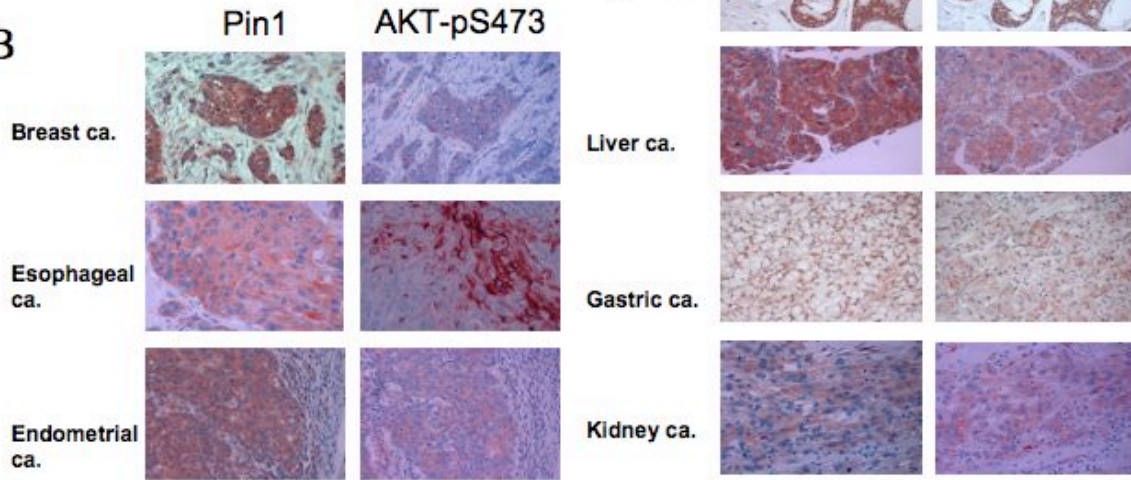 B
Pin1 AKT-pS473
Breast ca.
Esophageal
ca.
Endometrial
ca.
Liver ca.
Gastric ca.
Kidney ca.